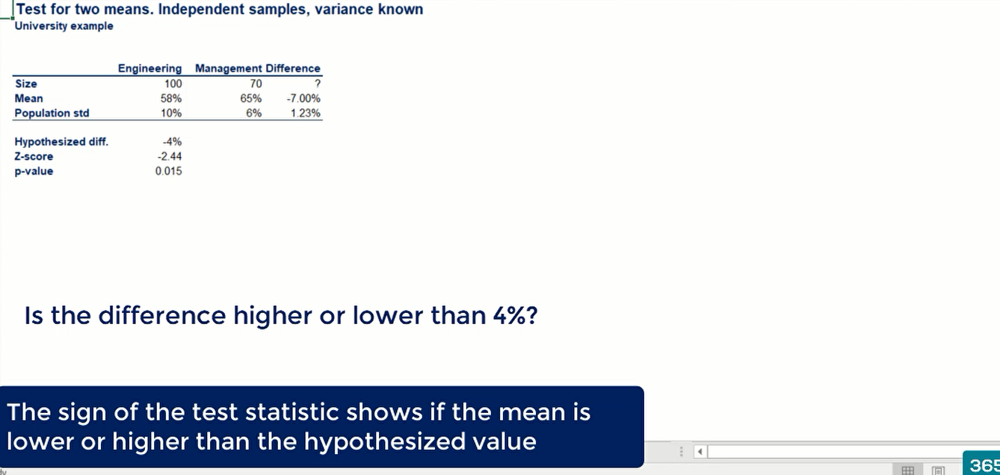 Test for two means. Independent samples, variance known
University example
Engineering Management Difference
Size 100 70 ?
Mean 58% 65% -7.00%
Population std 10% 6% 1.23%
Hypothesized diff. -4%
Z-score -2.44
p-value 0.015
Is the difference higher or lower than 4%?
The sign of the test statistic shows if the mean is
lower or higher than the hypothesized value
365